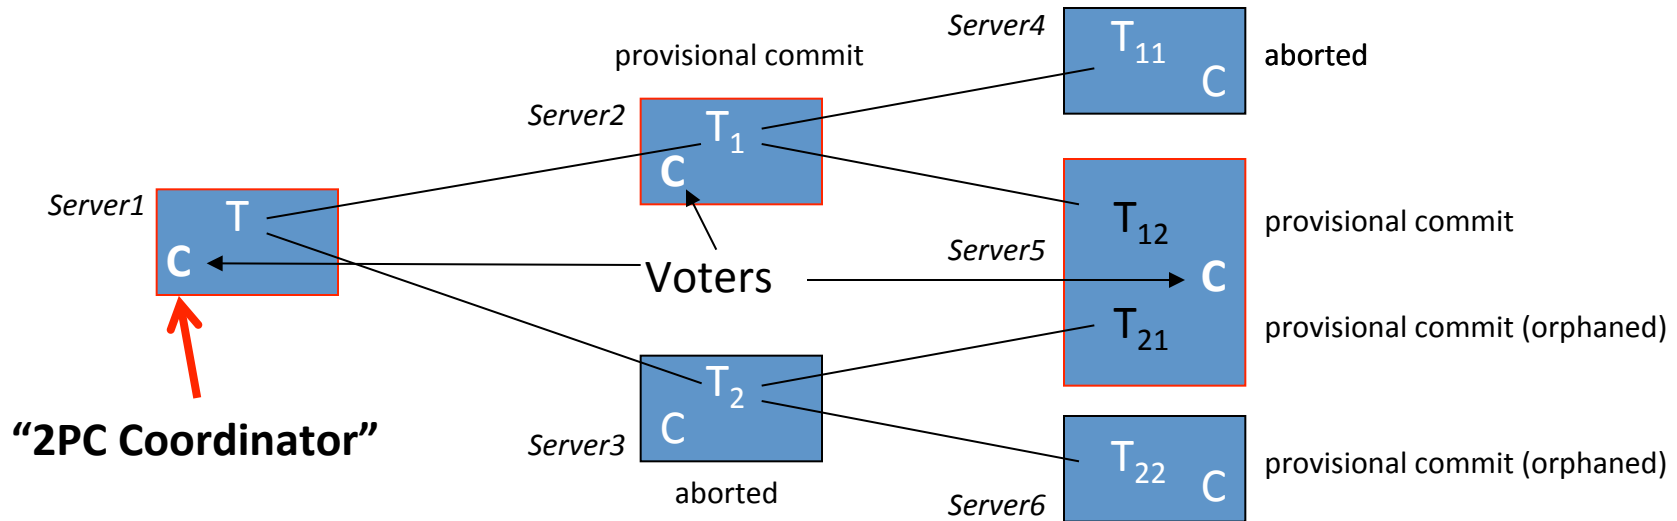 Server4
T11
C
aborted
provisional commit
Server2
T1
C
Server1
T
C
Voters
Server5
T12
provisional commit
C
T21
provisional commit (orphaned)
"2PC Coordinator"
Server3
T2
C
aborted
T22
C
provisional commit (orphaned)
Server6